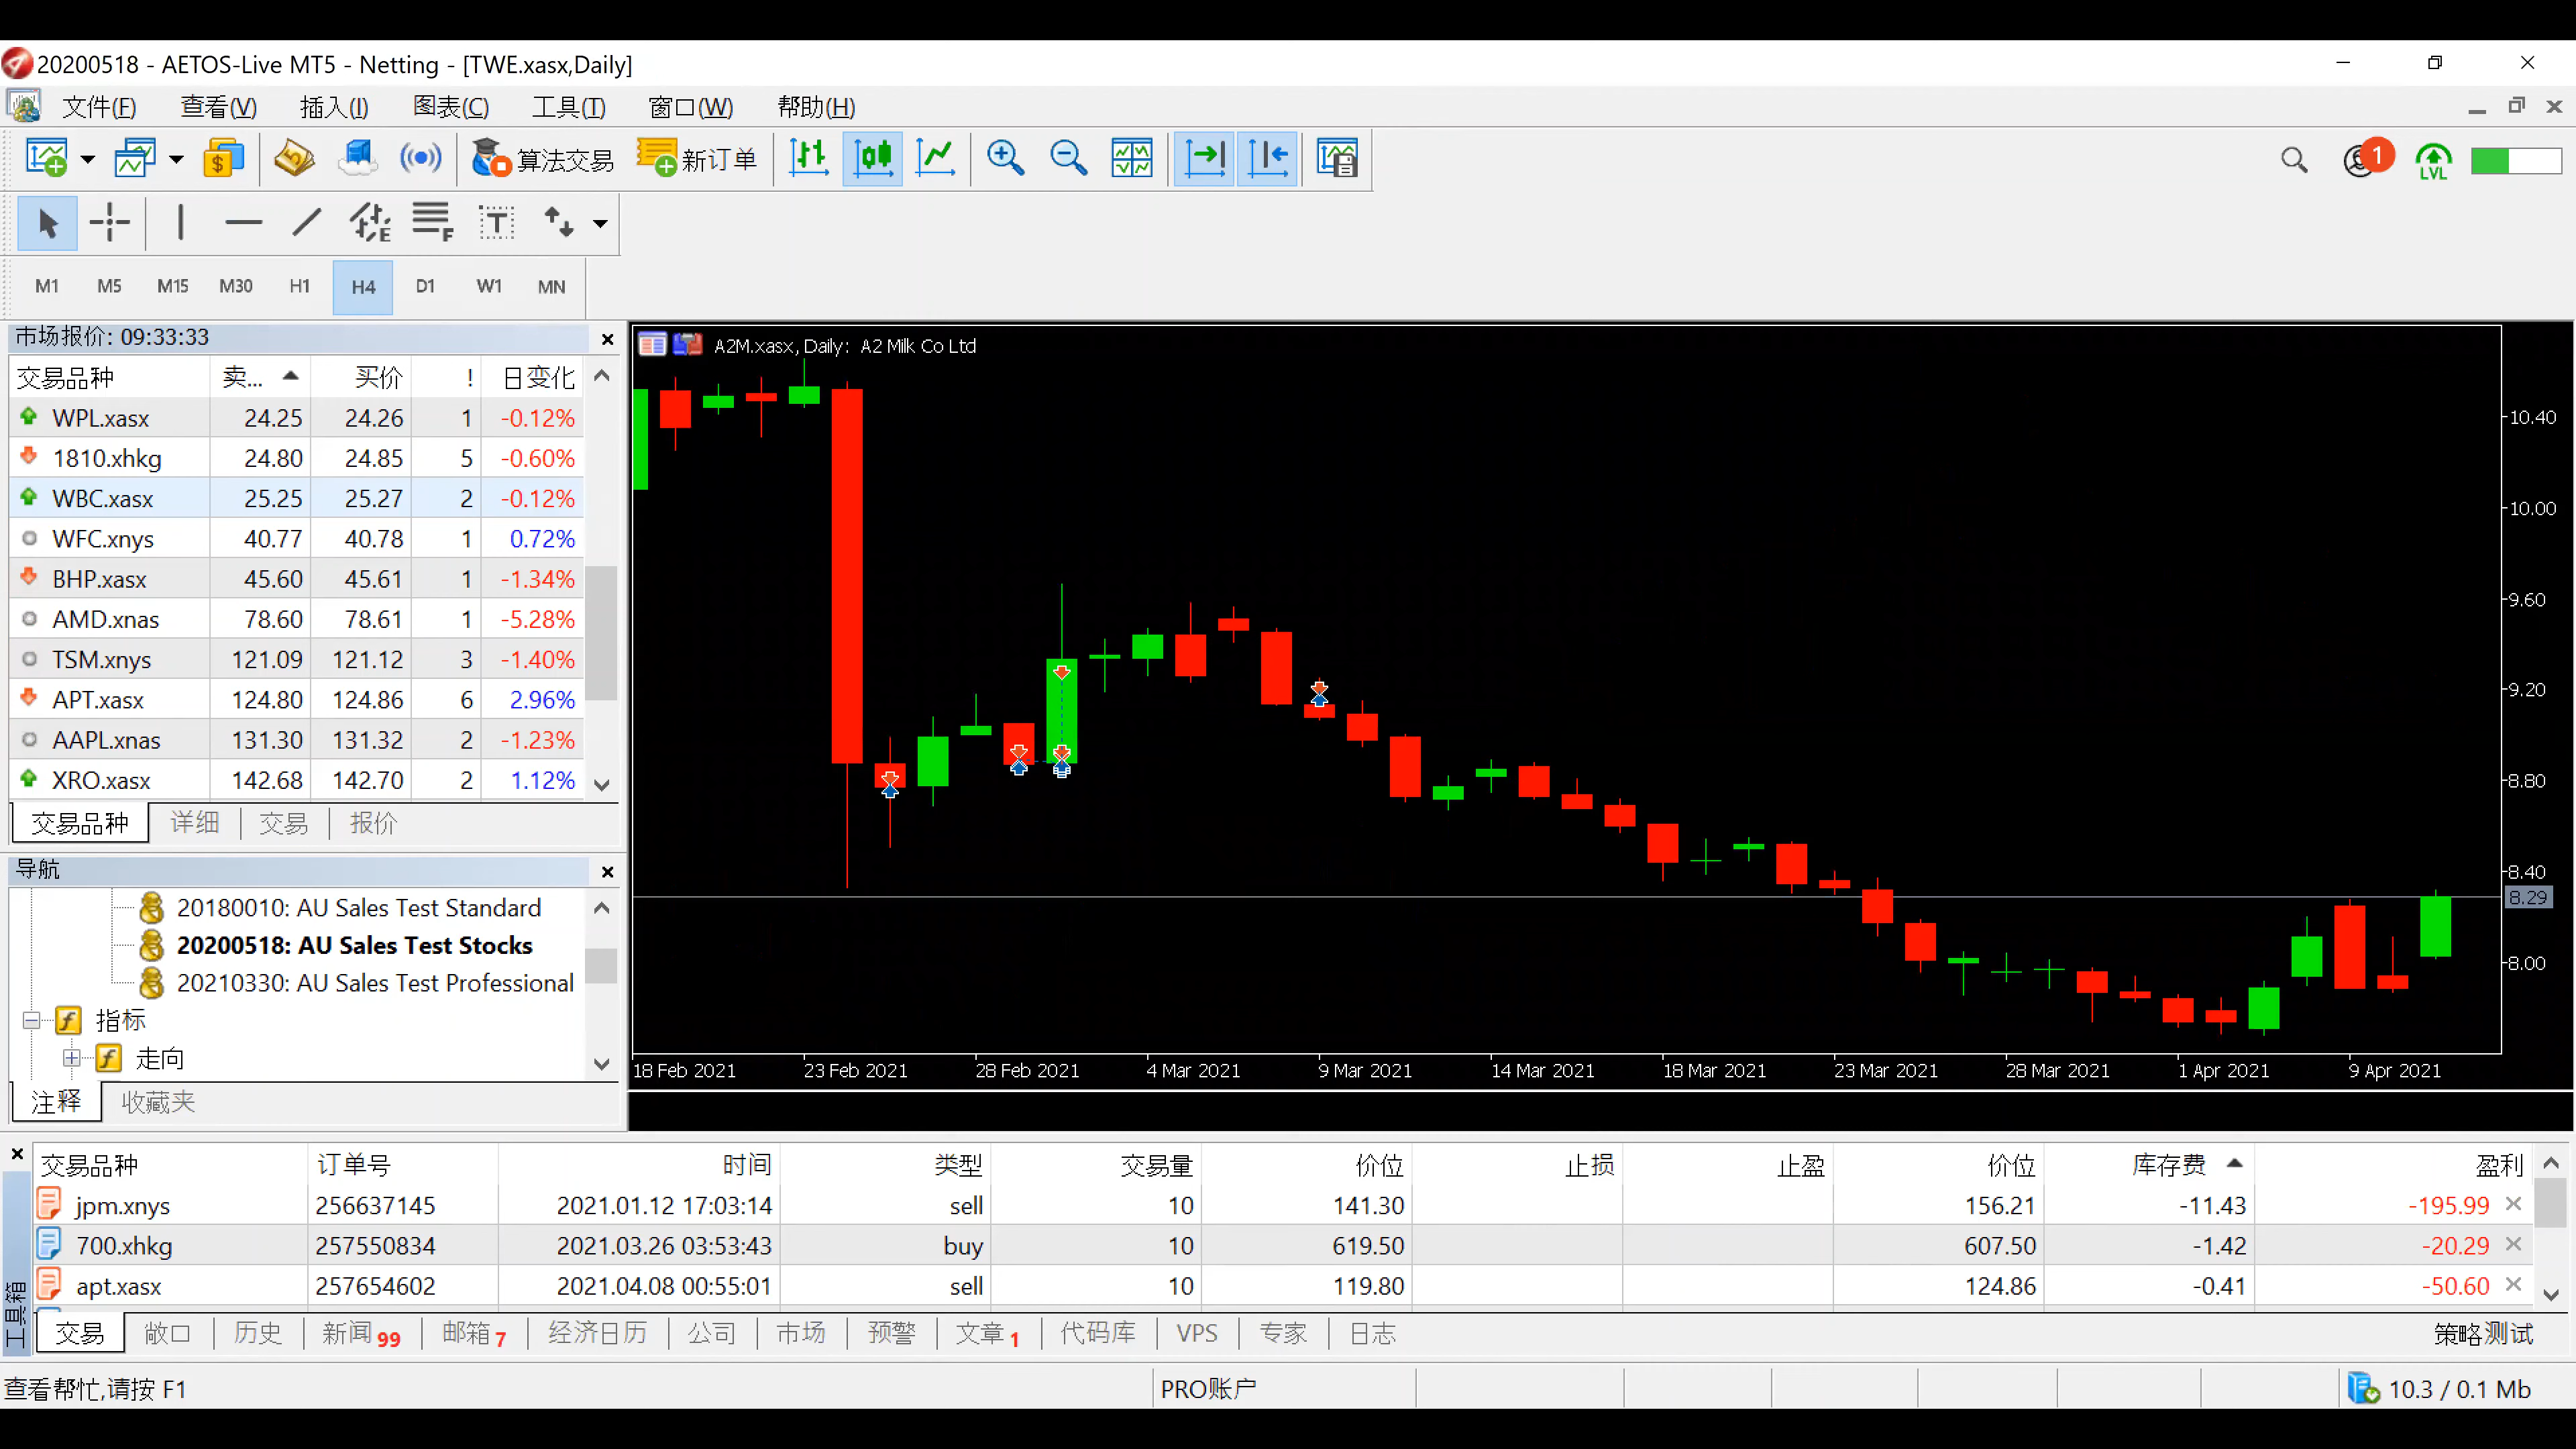 20200518 - AETOS-Live MT5 - Netting - [TWE.xasx,Daily]
文件(F) 查看(V) 插入(I) 图表(C) 工具(T) 窗口(W) 帮助(H)
算法交易 新订单 1 LVL
E F T
M1 M5 M15 M30 H1 H4 D1 W1 MN
市场报价: 09:33:33
交易品种 卖... 买价 ! 日变化
WPL.xasx 24.25 24.26 1 -0.12%
1810.xhkg 24.80 24.85 5 -0.60%
WBC.xasx 25.25 25.27 2 -0.12%
WFC.xnys 40.77 40.78 1 0.72%
BHP.xasx 45.60 45.61 1 -1.34%
AMD.xnas 78.60 78.61 1 -5.28%
TSM.xnys 121.09 121.12 3 -1.40%
APT.xasx 124.80 124.86 6 2.96%
AAPL.xnas 131.30 131.32 2 -1.23%
XRO.xasx 142.68 142.70 2 1.12%
交易品种 详细 交易 报价
导航
20180010: AU Sales Test Standard
20200518: AU Sales Test Stocks
20210330: AU Sales Test Professional
指标
走向
注释 收藏夹
A2M.xasx, Daily: A2 Milk Co Ltd
10.40
10.00
9.60
9.20
8.80
8.40
8.29
8.00
18 Feb 2021 23 Feb 2021 28 Feb 2021 4 Mar 2021 9 Mar 2021 14 Mar 2021 18 Mar 2021 23 Mar 2021 28 Mar 2021 1 Apr 2021 9 Apr 2021
交易品种 订单号 时间 类型 交易量 价位 止损 止盈 价位 库存费 盈利
jpm.xnys 256637145 2021.01.12 17:03:14 sell 10 141.30 156.21 -11.43 -195.99
700.xhkg 257550834 2021.03.26 03:53:43 buy 10 619.50 607.50 -1.42 -20.29
apt.xasx 257654602 2021.04.08 00:55:01 sell 10 119.80 124.86 -0.41 -50.60
工具箱
交易 敞口 历史 新闻 99 邮箱 7 经济日历 公司 市场 预警 文章 1 代码库 VPS 专家 日志 策略测试
查看帮忙,请按 F1 PRO账户 10.3 / 0.1 Mb